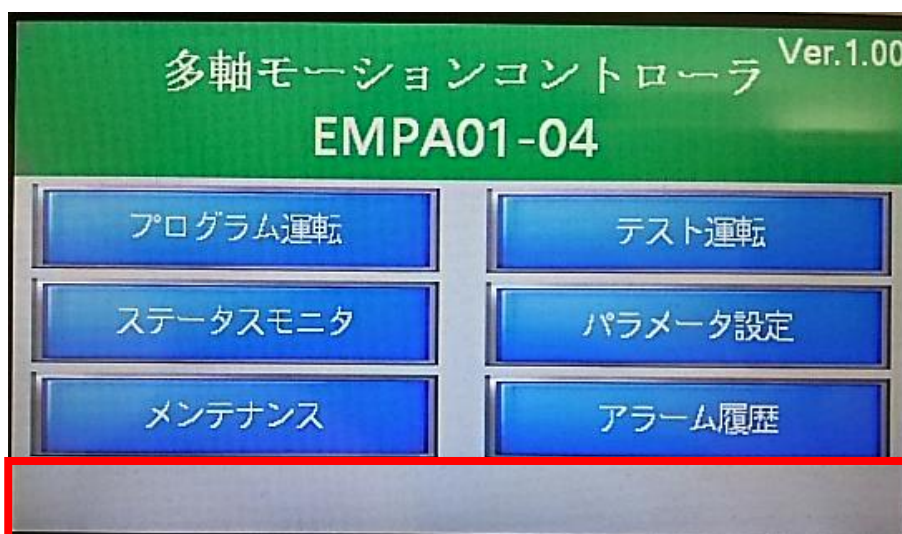 多軸モーションコントローラ Ver.1.00
EMPA01-04
プログラム運転 テスト運転
ステータスモニタ パラメータ設定
メンテナンス アラーム履歴